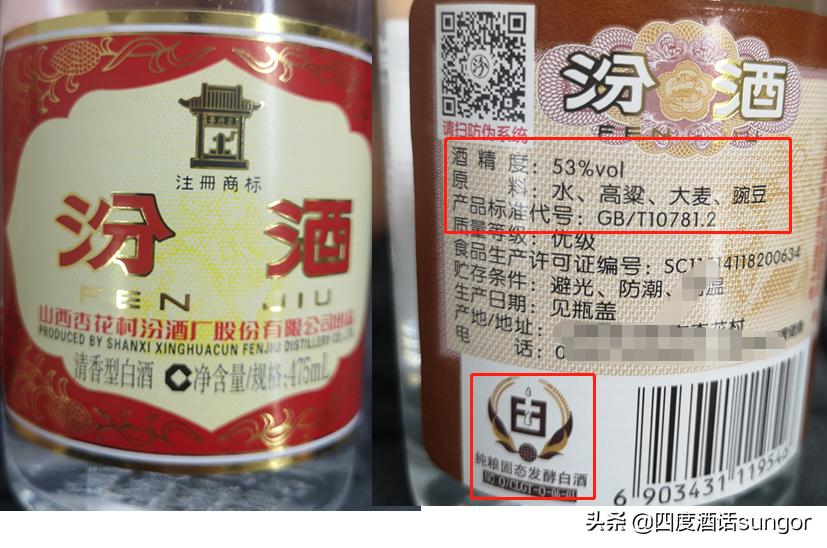 注册商标
汾酒
FEN JIU
山西杏花村汾酒厂股份有限公司出品
PRODUCED BY SHANXI XINGHUACUN FENJIU DISTILLERY CO.,LTD.
清香型白酒 净含量/规格:475mL
请扫防伪系统
汾酒
酒精度: 53%vol
原料: 水、高粱、大麦、豌豆
产品标准代号: GB/T10781.2
质量等级: 优级
食品生产许可证编号: 4118200634
贮存条件: 避光、防潮、
生产日期: 见瓶盖
产地/地址: 杏花村
电话: 0
纯粮固态发酵白酒
6 903431 11954
头条 @四度酒话sungor